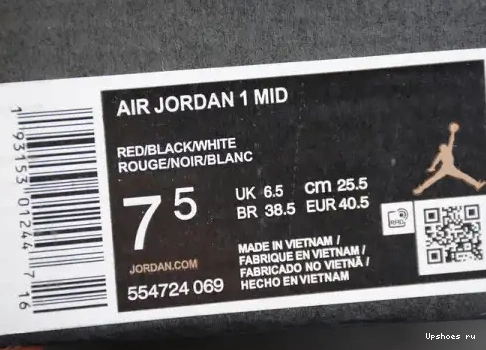 AIR JORDAN 1 MID
RED/BLACK/WHITE
ROUGE/NOIR/BLANC
7 5
UK 6.5 cm 25.5
BR 38.5 EUR 40.5
MADE IN VIETNAM /
FABRIQUE EN VIETNAM /
FABRICADO NO VIETNÃ /
HECHO EN VIETNAM
JORDAN.COM
554724 069
RFID
1 93153 01244 7 16
Upshoes ru